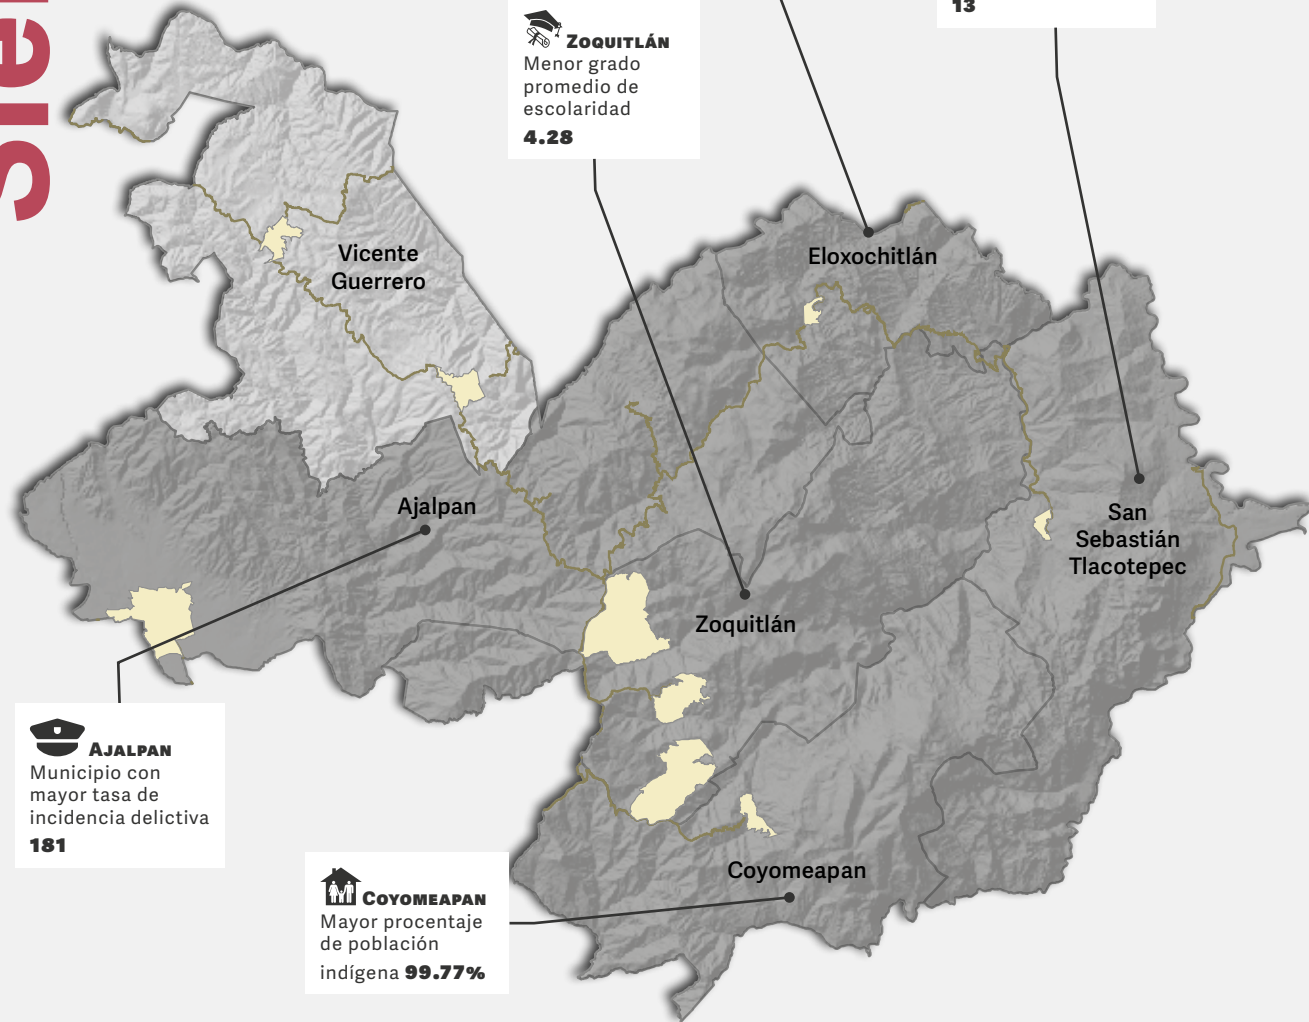 13
ZOQUITLÁN
Menor grado
promedio de
escolaridad
4.28
Vicente
Guerrero
Eloxochitlán
Ajalpan
San
Sebastián
Tlacotepec
Zoquitlán
AJALPAN
Municipio con
mayor tasa de
incidencia delictiva
181
Coyomeapan
COYOMEAPAN
Mayor procentaje
de población
indígena 99.77%